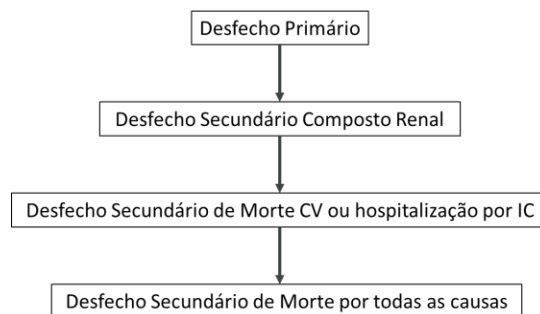 Desfecho Primário
Desfecho Secundário Composto Renal
Desfecho Secundário de Morte CV ou hospitalização por IC
Desfecho Secundário de Morte por todas as causas